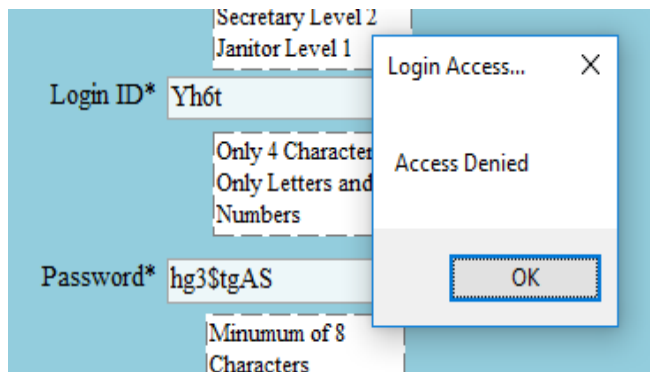 Secretary Level 2
Janitor Level 1
Login Access...
Login ID* Yh6t
Only 4 Character
Only Letters and
Numbers
Access Denied
OK
Password* hg3$tgAS
Minumum of 8
Characters